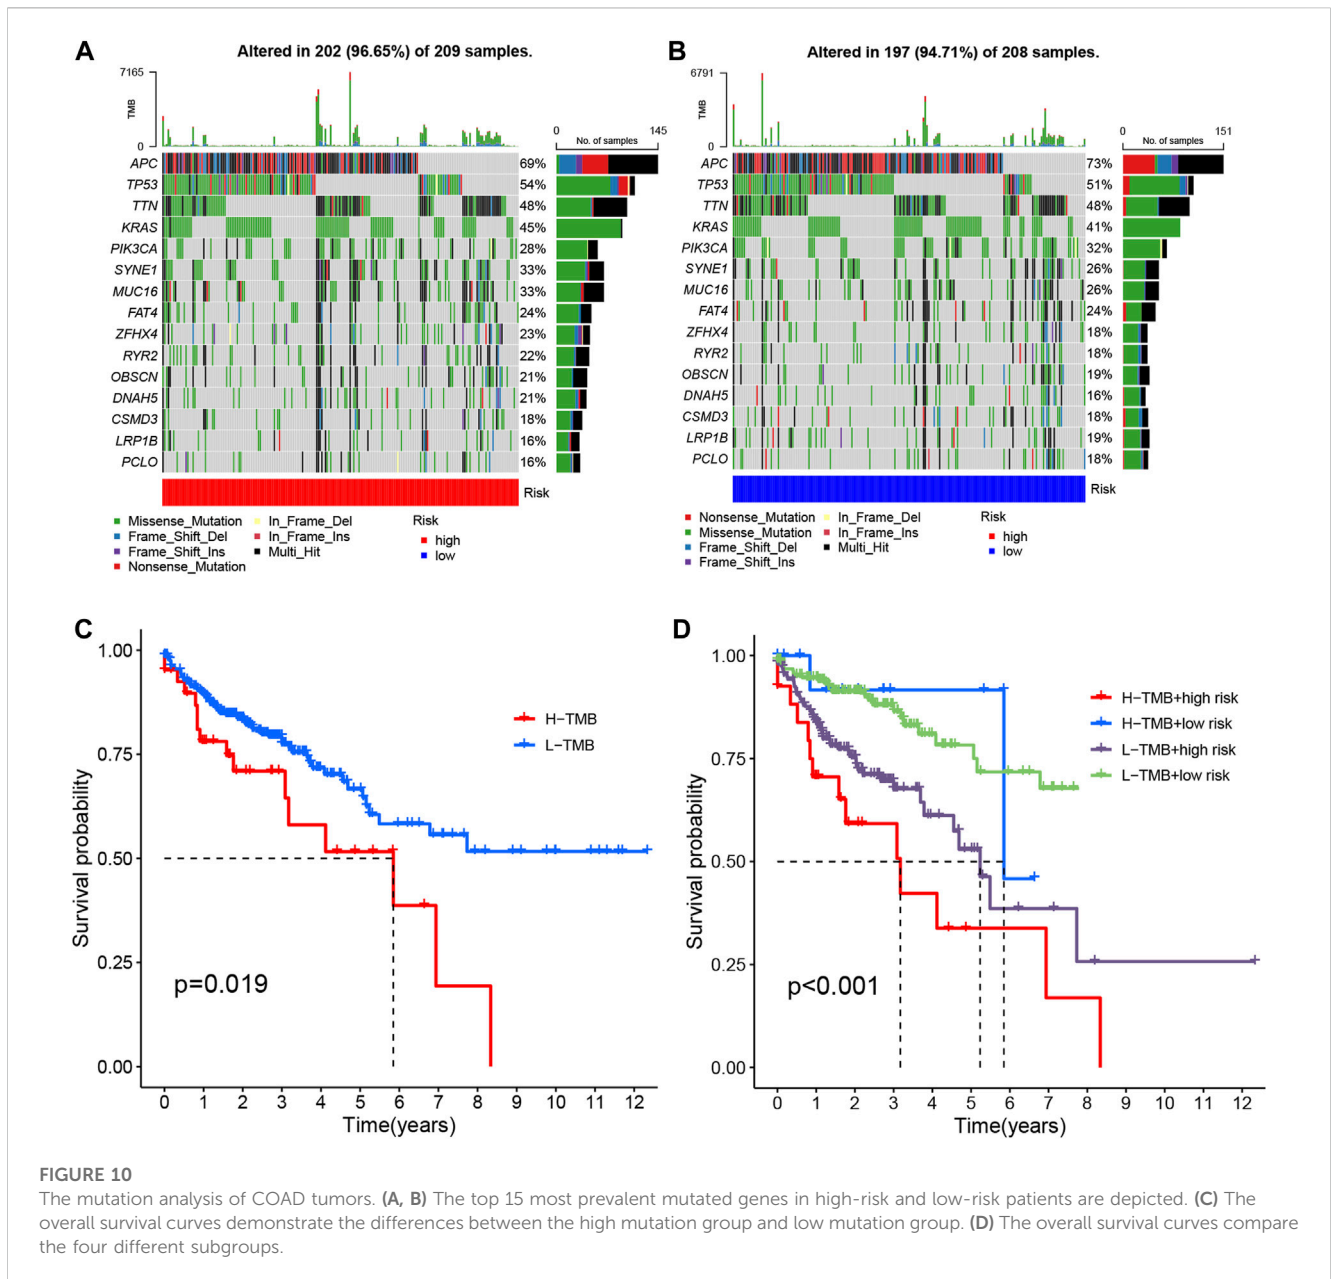 A
Altered in 202 (96.65%) of 209 samples.
7165
TMB
0
0 145
No. of samples
APC 69%
TP53 54%
TTN 48%
KRAS 45%
PIK3CA 28%
SYNE1 33%
MUC16 33%
FAT4 24%
ZFHX4 23%
RYR2 22%
OBSCN 21%
DNAH5 21%
CSMD3 18%
LRP1B 16%
PCLO 16%
Risk
Missense_Mutation In_Frame_Del Risk
Frame_Shift_Del In_Frame_Ins high
Frame_Shift_Ins Multi_Hit low
Nonsense_Mutation
B
Altered in 197 (94.71%) of 208 samples.
6791
TMB
0
0 151
No. of samples
APC 73%
TP53 51%
TTN 48%
KRAS 41%
PIK3CA 32%
SYNE1 26%
MUC16 26%
FAT4 24%
ZFHX4 18%
RYR2 18%
OBSCN 19%
DNAH5 16%
CSMD3 18%
LRP1B 19%
PCLO 18%
Risk
Nonsense_Mutation In_Frame_Del Risk
Missense_Mutation In_Frame_Ins high
Frame_Shift_Del Multi_Hit low
Frame_Shift_Ins
C
1.00
0.75
0.50
0.25
0.00
Survival probability
H−TMB
L−TMB
p=0.019
0 1 2 3 4 5 6 7 8 9 10 11 12
Time(years)
D
1.00
0.75
0.50
0.25
0.00
Survival probability
H−TMB+high risk
H−TMB+low risk
L−TMB+high risk
L−TMB+low risk
p<0.001
0 1 2 3 4 5 6 7 8 9 10 11 12
Time(years)
FIGURE 10
The mutation analysis of COAD tumors. (A, B) The top 15 most prevalent mutated genes in high-risk and low-risk patients are depicted. (C) The
overall survival curves demonstrate the differences between the high mutation group and low mutation group. (D) The overall survival curves compare
the four different subgroups.